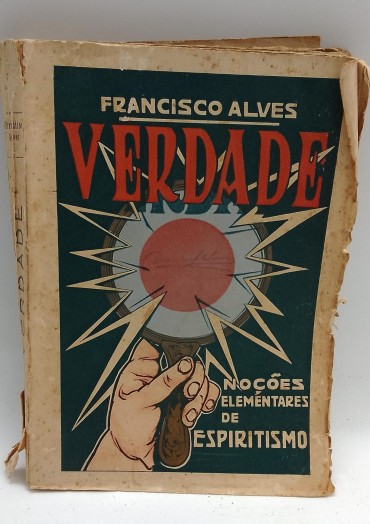 FRANCISCO ALVES
VERDADE
NOÇÕES
ELEMENTARES
DE
ESPIRITISMO
VERDADE